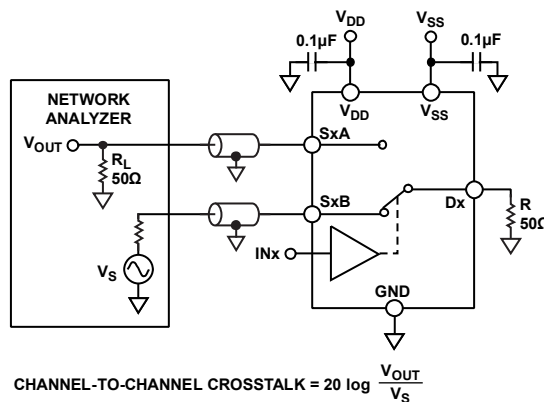 VDD
VSS
0.1µF
0.1µF
NETWORK
ANALYZER
VDD
VSS
VOUT
SxA
RL
50Ω
SxB
Dx
R
50Ω
INx
VS
GND
CHANNEL-TO-CHANNEL CROSSTALK = 20 log VOUT
VS